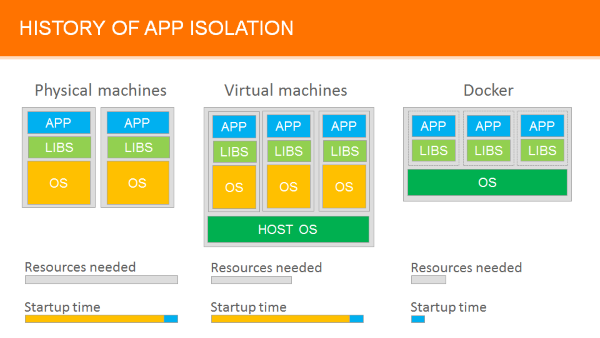 HISTORY OF APP ISOLATION
Physical machines
APP APP
LIBS LIBS
OS OS
Resources needed
Startup time
Virtual machines
APP APP APP
LIBS LIBS LIBS
OS OS OS
HOST OS
Resources needed
Startup time
Docker
APP APP APP
LIBS LIBS LIBS
OS
Resources needed
Startup time